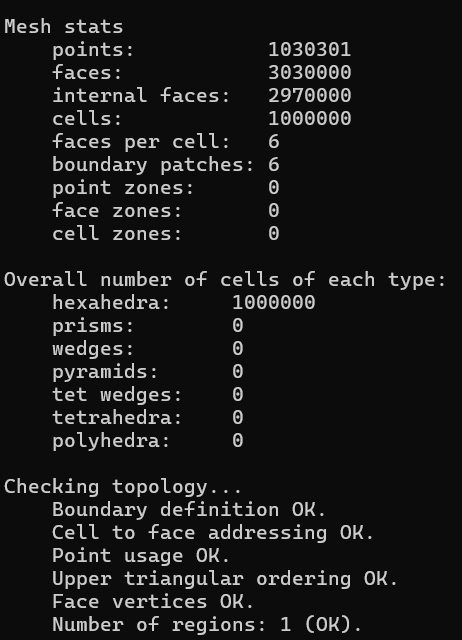 Mesh stats
    points:           1030301
    faces:            3030000
    internal faces:   2970000
    cells:            1000000
    faces per cell:   6
    boundary patches: 6
    point zones:      0
    face zones:       0
    cell zones:       0

Overall number of cells of each type:
    hexahedra:     1000000
    prisms:        0
    wedges:        0
    pyramids:      0
    tet wedges:    0
    tetrahedra:    0
    polyhedra:     0

Checking topology...
    Boundary definition OK.
    Cell to face addressing OK.
    Point usage OK.
    Upper triangular ordering OK.
    Face vertices OK.
    Number of regions: 1 (OK).